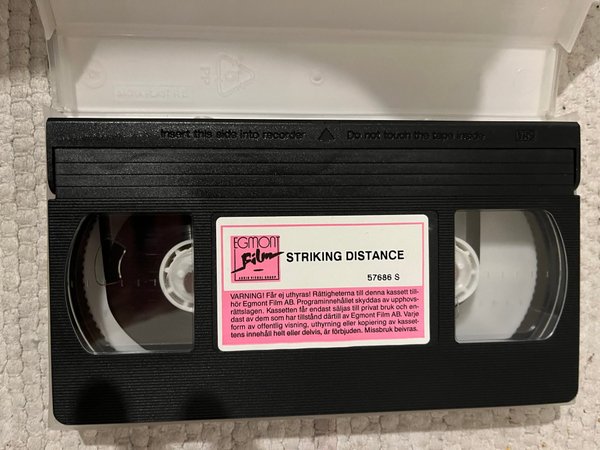 Insert this side into recorder Do not touch the tape inside VHS
EGMONT
Film
AUDIO VISUAL GROUP
STRIKING DISTANCE
57686 S
VARNING! Får ej uthyras! Rättigheterna till denna kassett till-
hör Egmont Film AB. Programinnehållet skyddas av upphovs-
rättslagen. Kassetten får endast säljas till privat bruk och en-
dast av dem som har tillstånd därtill av Egmont Film AB. Varje
form av offentlig visning, uthyrning eller kopiering av kasset-
tens innehåll helt eller delvis, är förbjuden. Missbruk beivras.